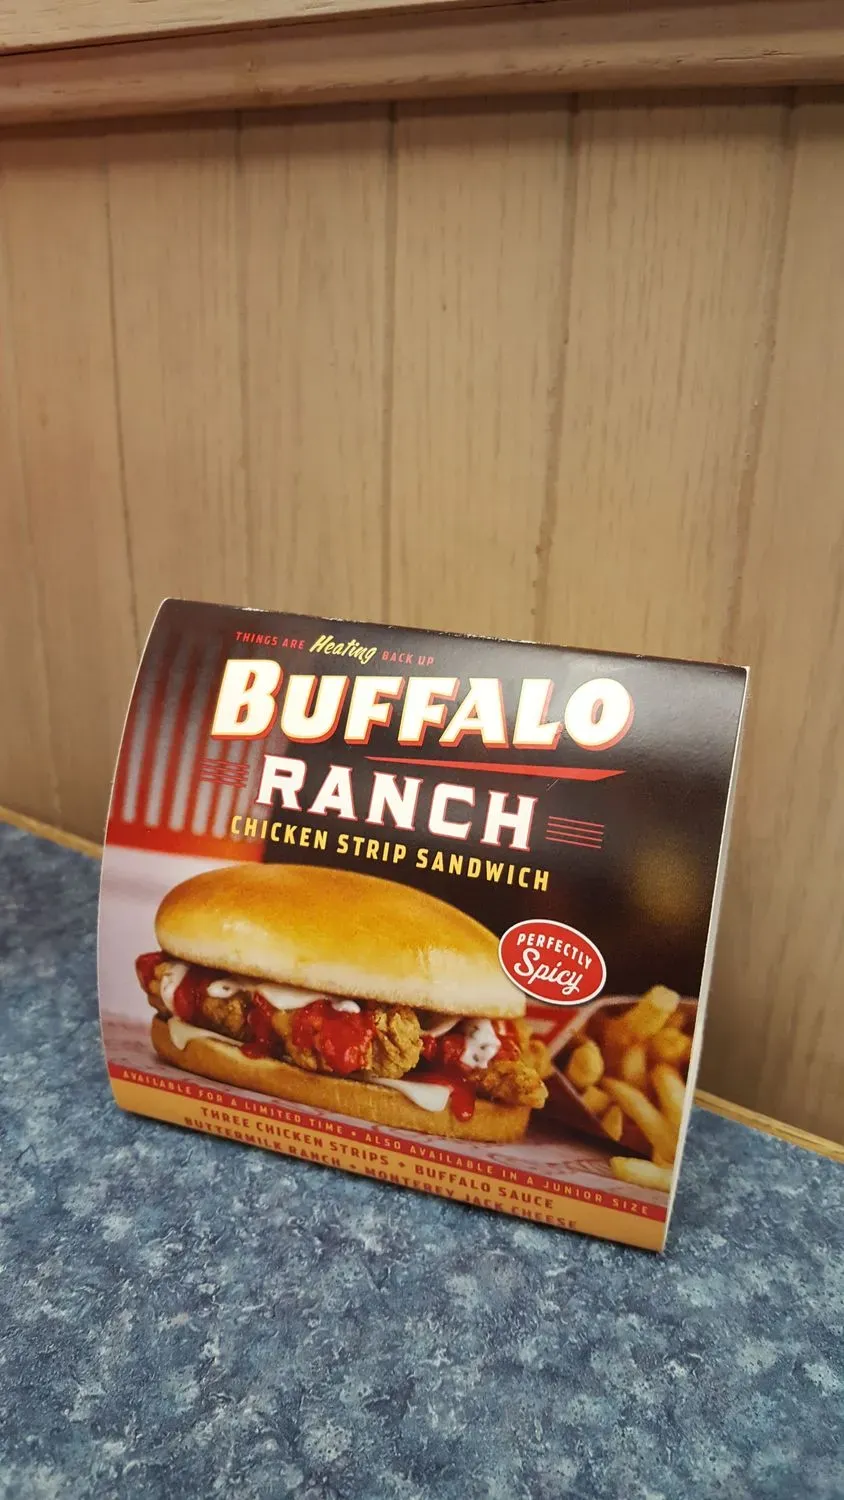 THINGS ARE Heating BACK UP
BUFFALO
RANCH
CHICKEN STRIP SANDWICH
PERFECTLY
Spicy
AVAILABLE FOR A LIMITED TIME • ALSO AVAILABLE IN A JUNIOR SIZE
THREE CHICKEN STRIPS • BUFFALO SAUCE
BUTTERMILK RANCH • MONTEREY JACK CHEESE